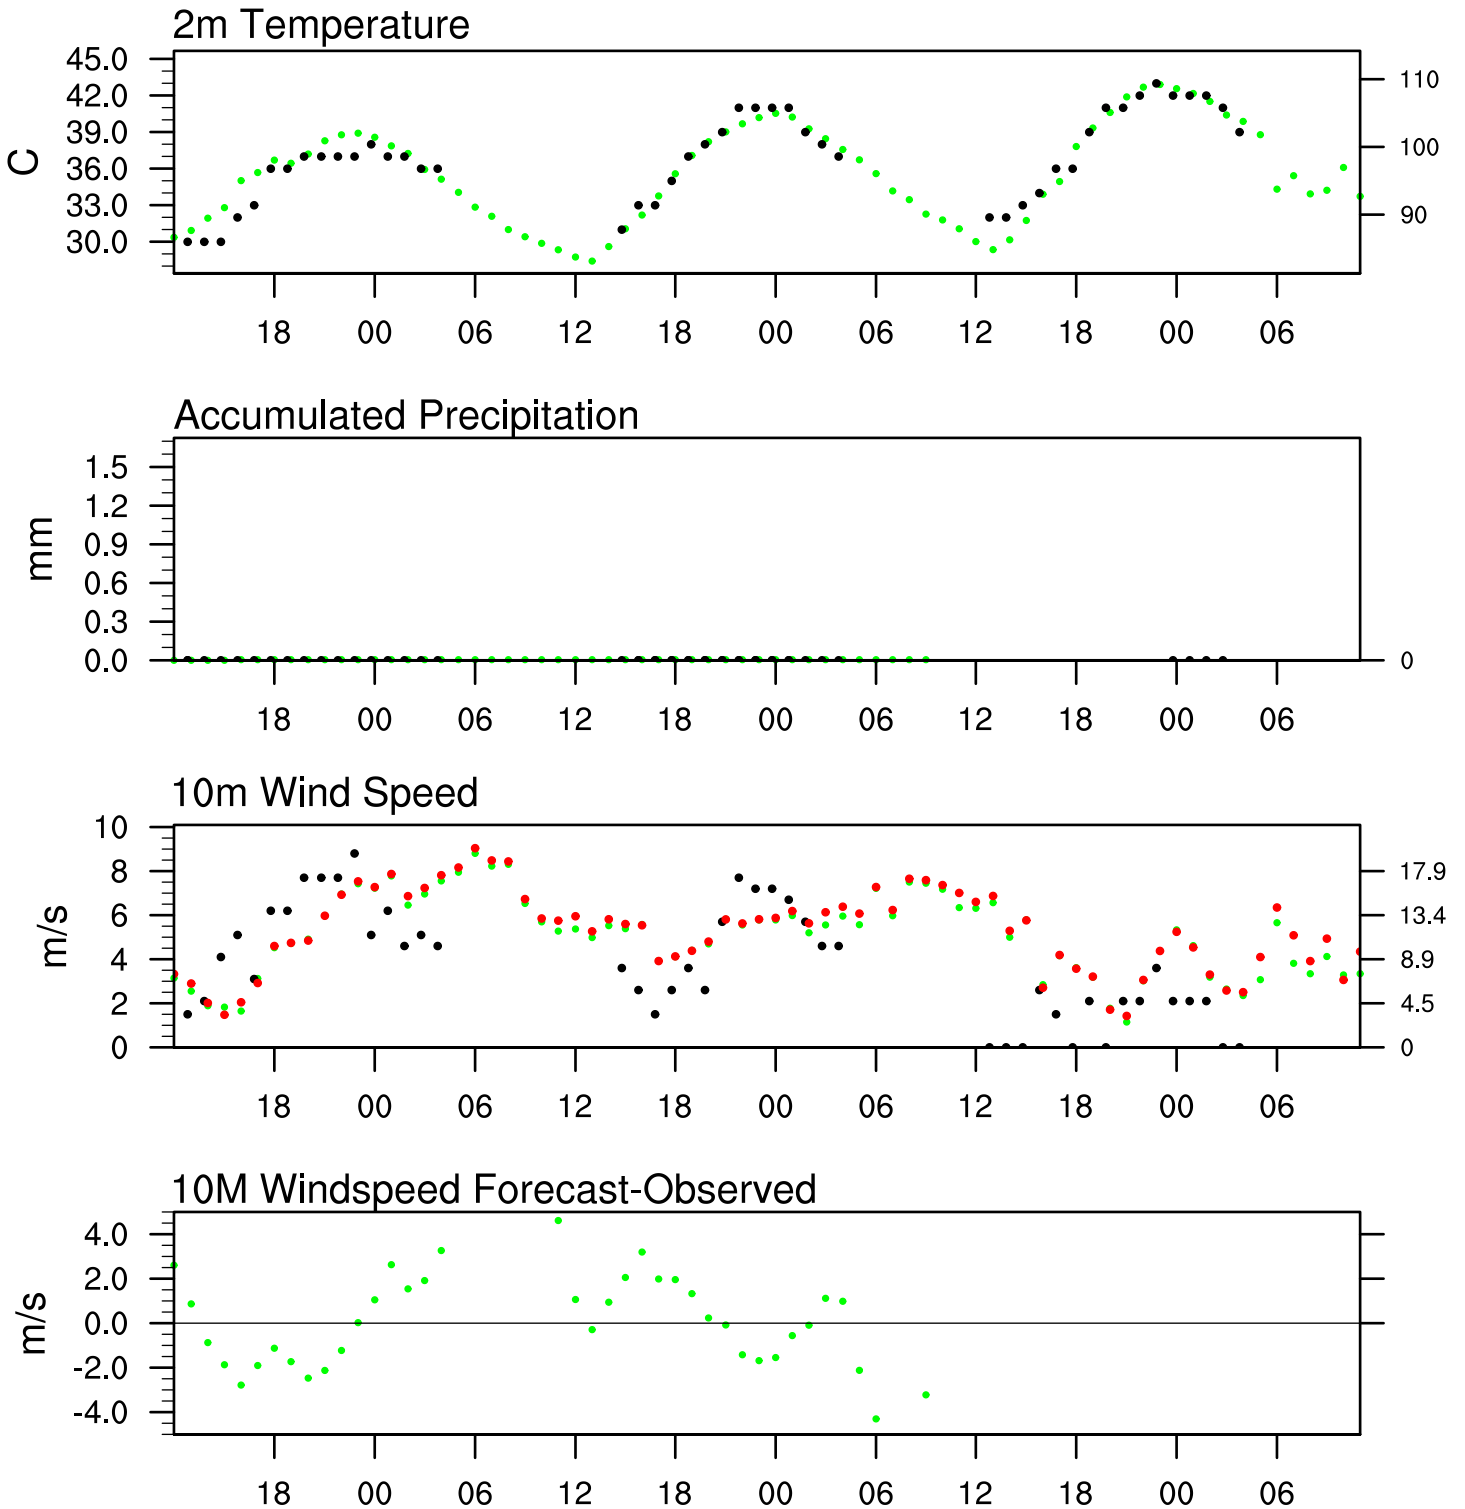 2m Temperature
45.0
42.0
39.0
36.0
33.0
30.0
C
110
100
90
18 00 06 12 18 00 06 12 18 00 06
Accumulated Precipitation
1.5
1.2
0.9
0.6
0.3
0.0
mm
0
18 00 06 12 18 00 06 12 18 00 06
10m Wind Speed
10
8
6
4
2
0
m/s
17.9
13.4
8.9
4.5
0
18 00 06 12 18 00 06 12 18 00 06
10M Windspeed Forecast-Observed
4.0
2.0
0.0
-2.0
-4.0
m/s
18 00 06 12 18 00 06 12 18 00 06